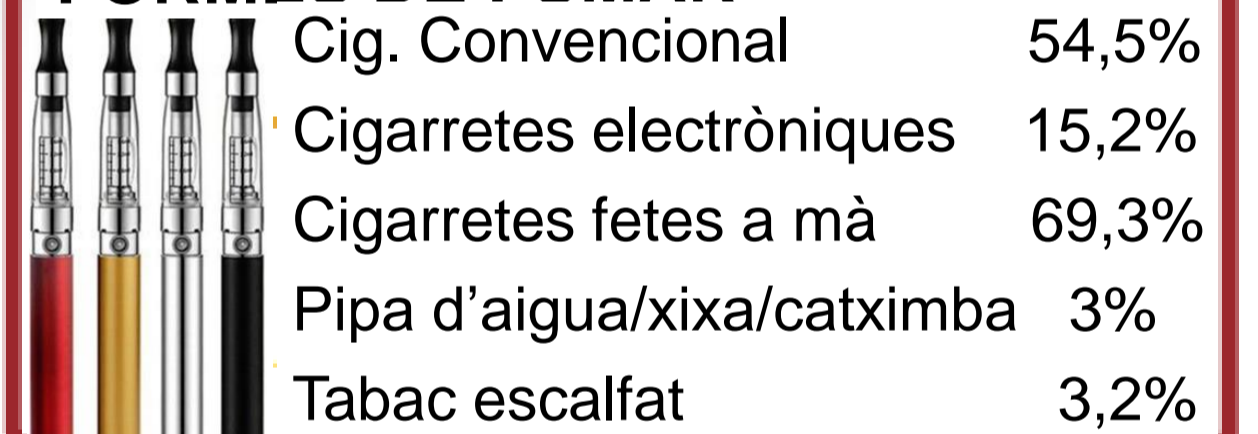 Cig. Convencional 54,5%
Cigarretes electròniques 15,2%
Cigarretes fetes a mà 69,3%
Pipa d’aigua/xixa/catximba 3%
Tabac escalfat 3,2%